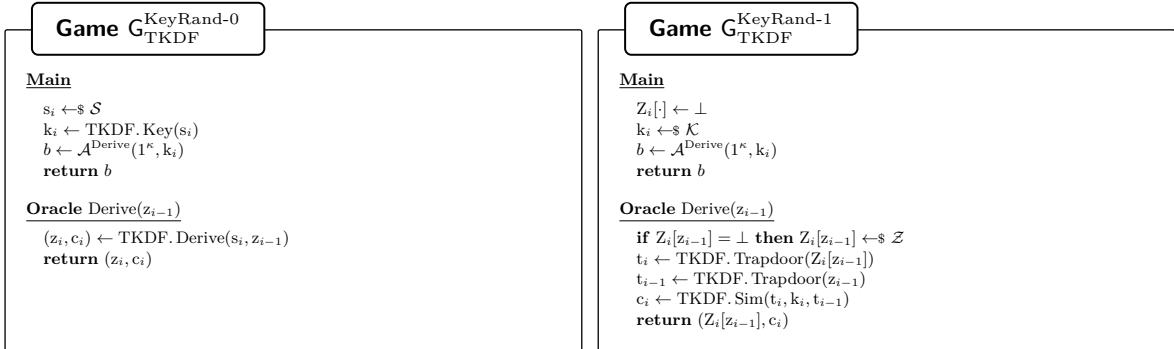 Game G^{KeyRand-0}_{TKDF}
Main
s_i ←$ 𝒮
k_i ← TKDF. Key(s_i)
b ← 𝒜^{Derive}(1^κ, k_i)
return b
Oracle Derive(z_{i−1})
(z_i, c_i) ← TKDF. Derive(s_i, z_{i−1})
return (z_i, c_i)
Game G^{KeyRand-1}_{TKDF}
Main
Z_i[·] ← ⊥
k_i ←$ 𝒦
b ← 𝒜^{Derive}(1^κ, k_i)
return b
Oracle Derive(z_{i−1})
if Z_i[z_{i−1}] = ⊥ then Z_i[z_{i−1}] ←$ 𝒵
t_i ← TKDF. Trapdoor(Z_i[z_{i−1}])
t_{i−1} ← TKDF. Trapdoor(z_{i−1})
c_i ← TKDF. Sim(t_i, k_i, t_{i−1})
return (Z_i[z_{i−1}], c_i)